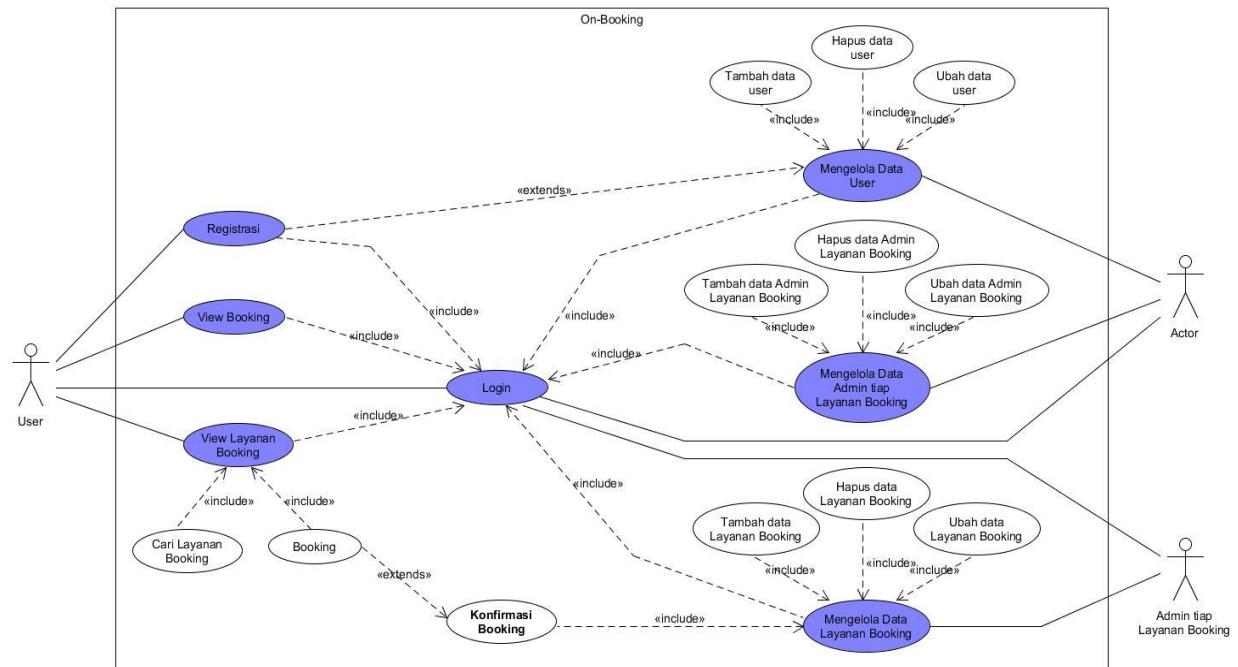 On-Booking
Hapus data
user
Tambah data
user
Ubah data
user
«include»
«include»
«include»
Mengelola Data
User
«extends»
Registrasi
Hapus data Admin
Layanan Booking
Tambah data Admin
Layanan Booking
Ubah data Admin
Layanan Booking
«include»
«include»
«include»
«include»
«include»
View Booking
«include»
«include»
Mengelola Data
Admin tiap
Layanan Booking
Actor
Login
User
«include»
View Layanan
Booking
«include»
«include»
«include»
Cari Layanan
Booking
Booking
«extends»
Hapus data
Layanan Booking
Tambah data
Layanan Booking
Ubah data
Layanan Booking
«include»
«include»
«include»
Konfirmasi
Booking
«include»
Mengelola Data
Layanan Booking
Admin tiap
Layanan Booking